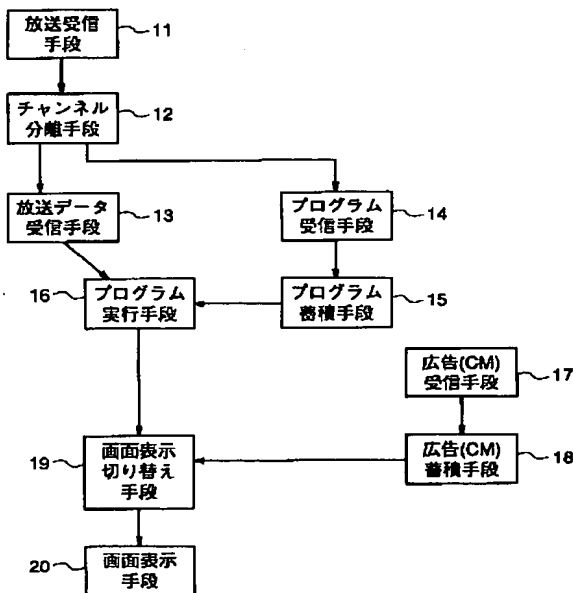 放送受信
手段
11
チャンネル
分離手段
12
放送データ
受信手段
13
プログラム
受信手段
14
16
プログラム
実行手段
プログラム
蓄積手段
15
広告(CM)
受信手段
17
19
画面表示
切り替え
手段
広告(CM)
蓄積手段
18
20
画面表示
手段